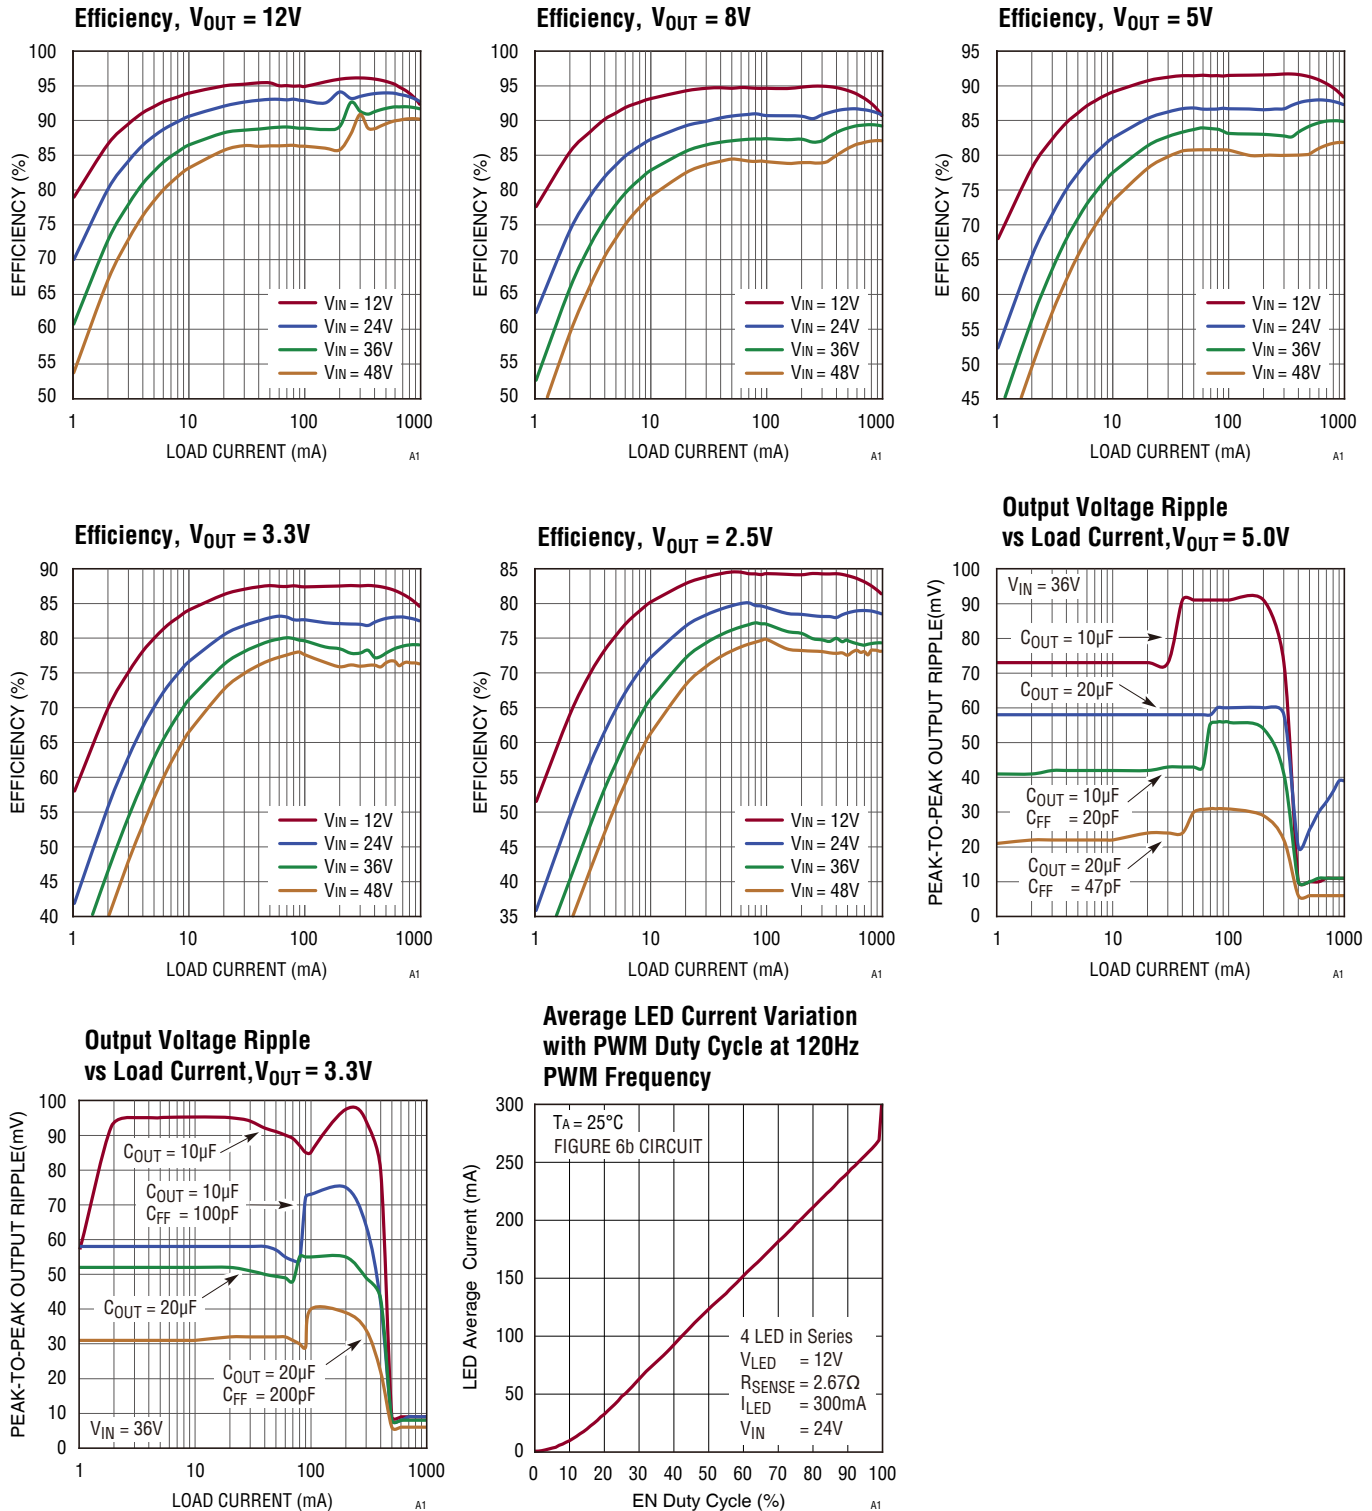 Efficiency, VOUT = 12V
EFFICIENCY (%)
100
95
90
85
80
75
70
65
60
55
50
VIN = 12V
VIN = 24V
VIN = 36V
VIN = 48V
1 10 100 1000
LOAD CURRENT (mA)
A1
Efficiency, VOUT = 8V
EFFICIENCY (%)
100
95
90
85
80
75
70
65
60
55
50
VIN = 12V
VIN = 24V
VIN = 36V
VIN = 48V
1 10 100 1000
LOAD CURRENT (mA)
A1
Efficiency, VOUT = 5V
EFFICIENCY (%)
95
90
85
80
75
70
65
60
55
50
45
VIN = 12V
VIN = 24V
VIN = 36V
VIN = 48V
1 10 100 1000
LOAD CURRENT (mA)
A1
Efficiency, VOUT = 3.3V
EFFICIENCY (%)
90
85
80
75
70
65
60
55
50
45
40
VIN = 12V
VIN = 24V
VIN = 36V
VIN = 48V
1 10 100 1000
LOAD CURRENT (mA)
A1
Efficiency, VOUT = 2.5V
EFFICIENCY (%)
85
80
75
70
65
60
55
50
45
40
35
VIN = 12V
VIN = 24V
VIN = 36V
VIN = 48V
1 10 100 1000
LOAD CURRENT (mA)
A1
Output Voltage Ripple
vs Load Current,VOUT = 5.0V
PEAK-TO-PEAK OUTPUT RIPPLE(mV)
100
90
80
70
60
50
40
30
20
10
0
VIN = 36V
COUT = 10µF
COUT = 20µF
COUT = 10µF
CFF = 20pF
COUT = 20µF
CFF = 47pF
1 10 100 1000
LOAD CURRENT (mA)
A1
Output Voltage Ripple
vs Load Current,VOUT = 3.3V
PEAK-TO-PEAK OUTPUT RIPPLE(mV)
100
90
80
70
60
50
40
30
20
10
0
COUT = 10µF
COUT = 10µF
CFF = 100pF
COUT = 20µF
COUT = 20µF
CFF = 200pF
VIN = 36V
1 10 100 1000
LOAD CURRENT (mA)
A1
Average LED Current Variation
with PWM Duty Cycle at 120Hz
PWM Frequency
LED Average Current (mA)
300
250
200
150
100
50
0
TA = 25°C
FIGURE 6b CIRCUIT
4 LED in Series
VLED = 12V
RSENSE = 2.67Ω
ILED = 300mA
VIN = 24V
0 10 20 30 40 50 60 70 80 90 100
EN Duty Cycle (%)
A1